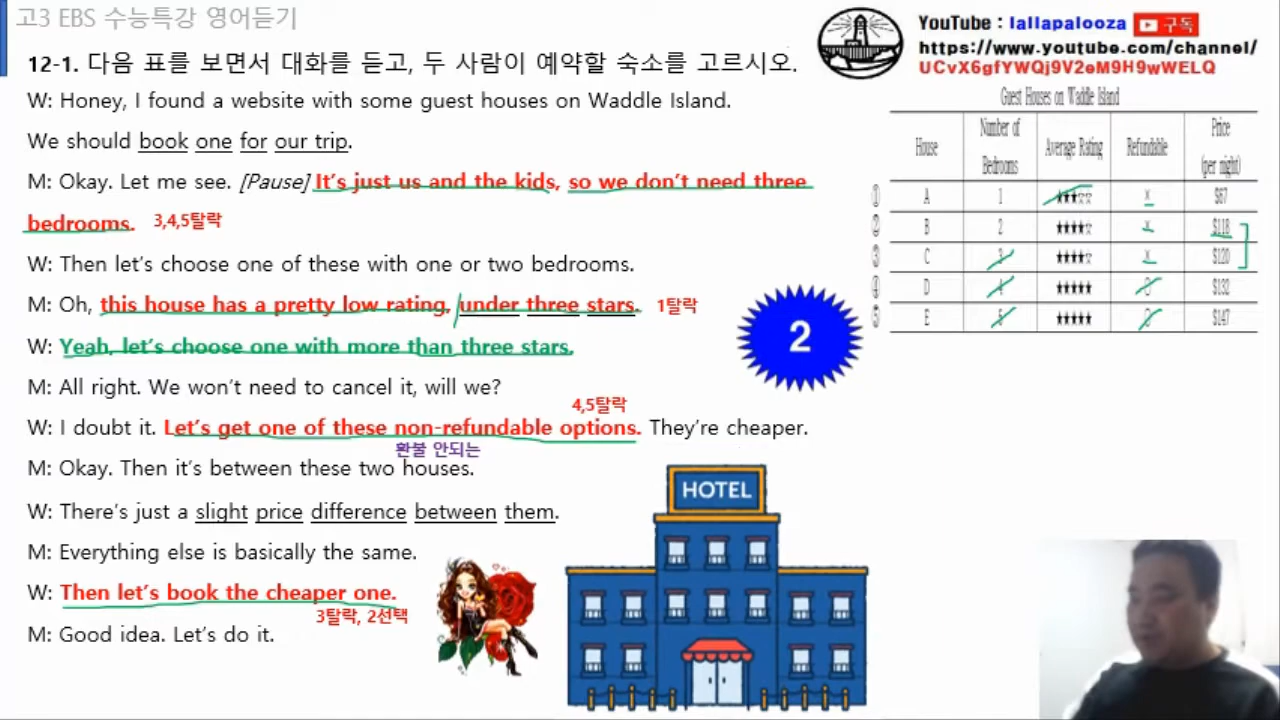 고3 EBS 수능특강 영어듣기
12-1. 다음 표를 보면서 대화를 듣고, 두 사람이 예약할 숙소를 고르시오.
W: Honey, I found a website with some guest houses on Waddle Island.
We should book one for our trip.
M: Okay. Let me see. [Pause] It's just us and the kids, so we don't need three
bedrooms. 3,4,5탈락
W: Then let's choose one of these with one or two bedrooms.
M: Oh, this house has a pretty low rating, under three stars. 1탈락
W: Yeah, let's choose one with more than three stars.
M: All right. We won't need to cancel it, will we?
4,5탈락
W: I doubt it. Let's get one of these non-refundable options. They're cheaper.
환불 안되는
M: Okay. Then it's between these two houses.
W: There's just a slight price difference between them.
M: Everything else is basically the same.
W: Then let's book the cheaper one.
3탈락, 2선택
M: Good idea. Let's do it.
2
HOTEL
YouTube : lallapalooza 구독
https://www.youtube.com/channel/
UCvX6gfYWQj9V2eM9H9wWELQ
Guest Houses on Waddle Island
House Number of Bedrooms Average Rating Refundable Price (per night)
① A 1 ★★★☆☆ × $67
② B 2 ★★★★☆ × $118
③ C 3 ★★★★☆ × $120
④ D 4 ★★★★★ ○ $132
⑤ E 5 ★★★★★ ○ $147